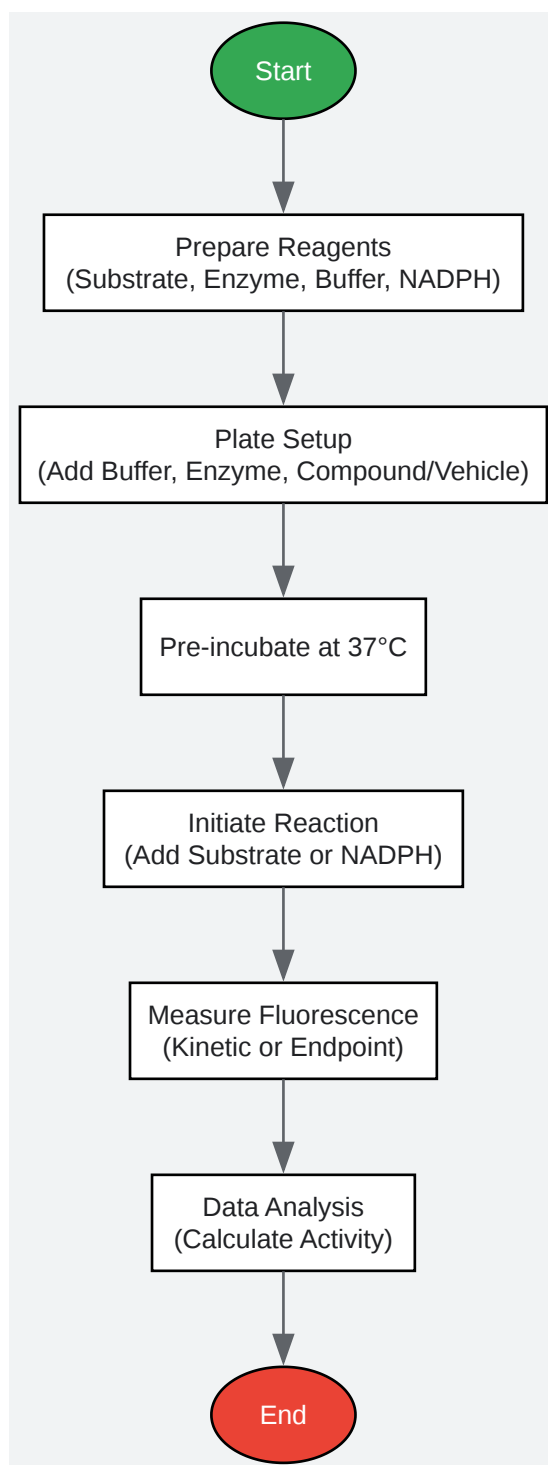 Start
Prepare Reagents
(Substrate, Enzyme, Buffer, NADPH)
Plate Setup
(Add Buffer, Enzyme, Compound/Vehicle)
Pre-incubate at 37°C
Initiate Reaction
(Add Substrate or NADPH)
Measure Fluorescence
(Kinetic or Endpoint)
Data Analysis
(Calculate Activity)
End